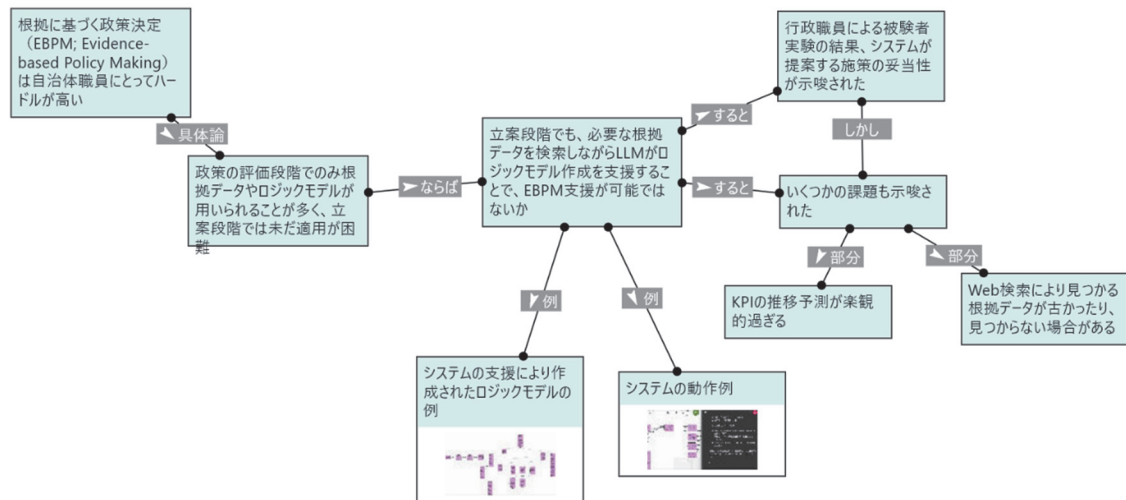 根拠に基づく政策決定
（EBPM; Evidence-
based Policy Making）
は自治体職員にとってハー
ドルが高い
具体論
政策の評価段階でのみ根
拠データやロジックモデルが
用いられることが多く、立
案段階では未だ適用が困
難
ならば
立案段階でも、必要な根拠
データを検索しながらLLMがロ
ジックモデル作成を支援するこ
とで、EBPM支援が可能では
ないか
すると
行政職員による被験者
実験の結果、システムが
提案する施策の妥当性
が示唆された
しかし
すると
いくつかの課題も示唆さ
れた
部分
KPIの推移予測が楽観
的過ぎる
部分
Web検索により見つかる
根拠データが古かったり、
見つからない場合がある
例
システムの支援により作
成されたロジックモデルの
例
例
システムの動作例